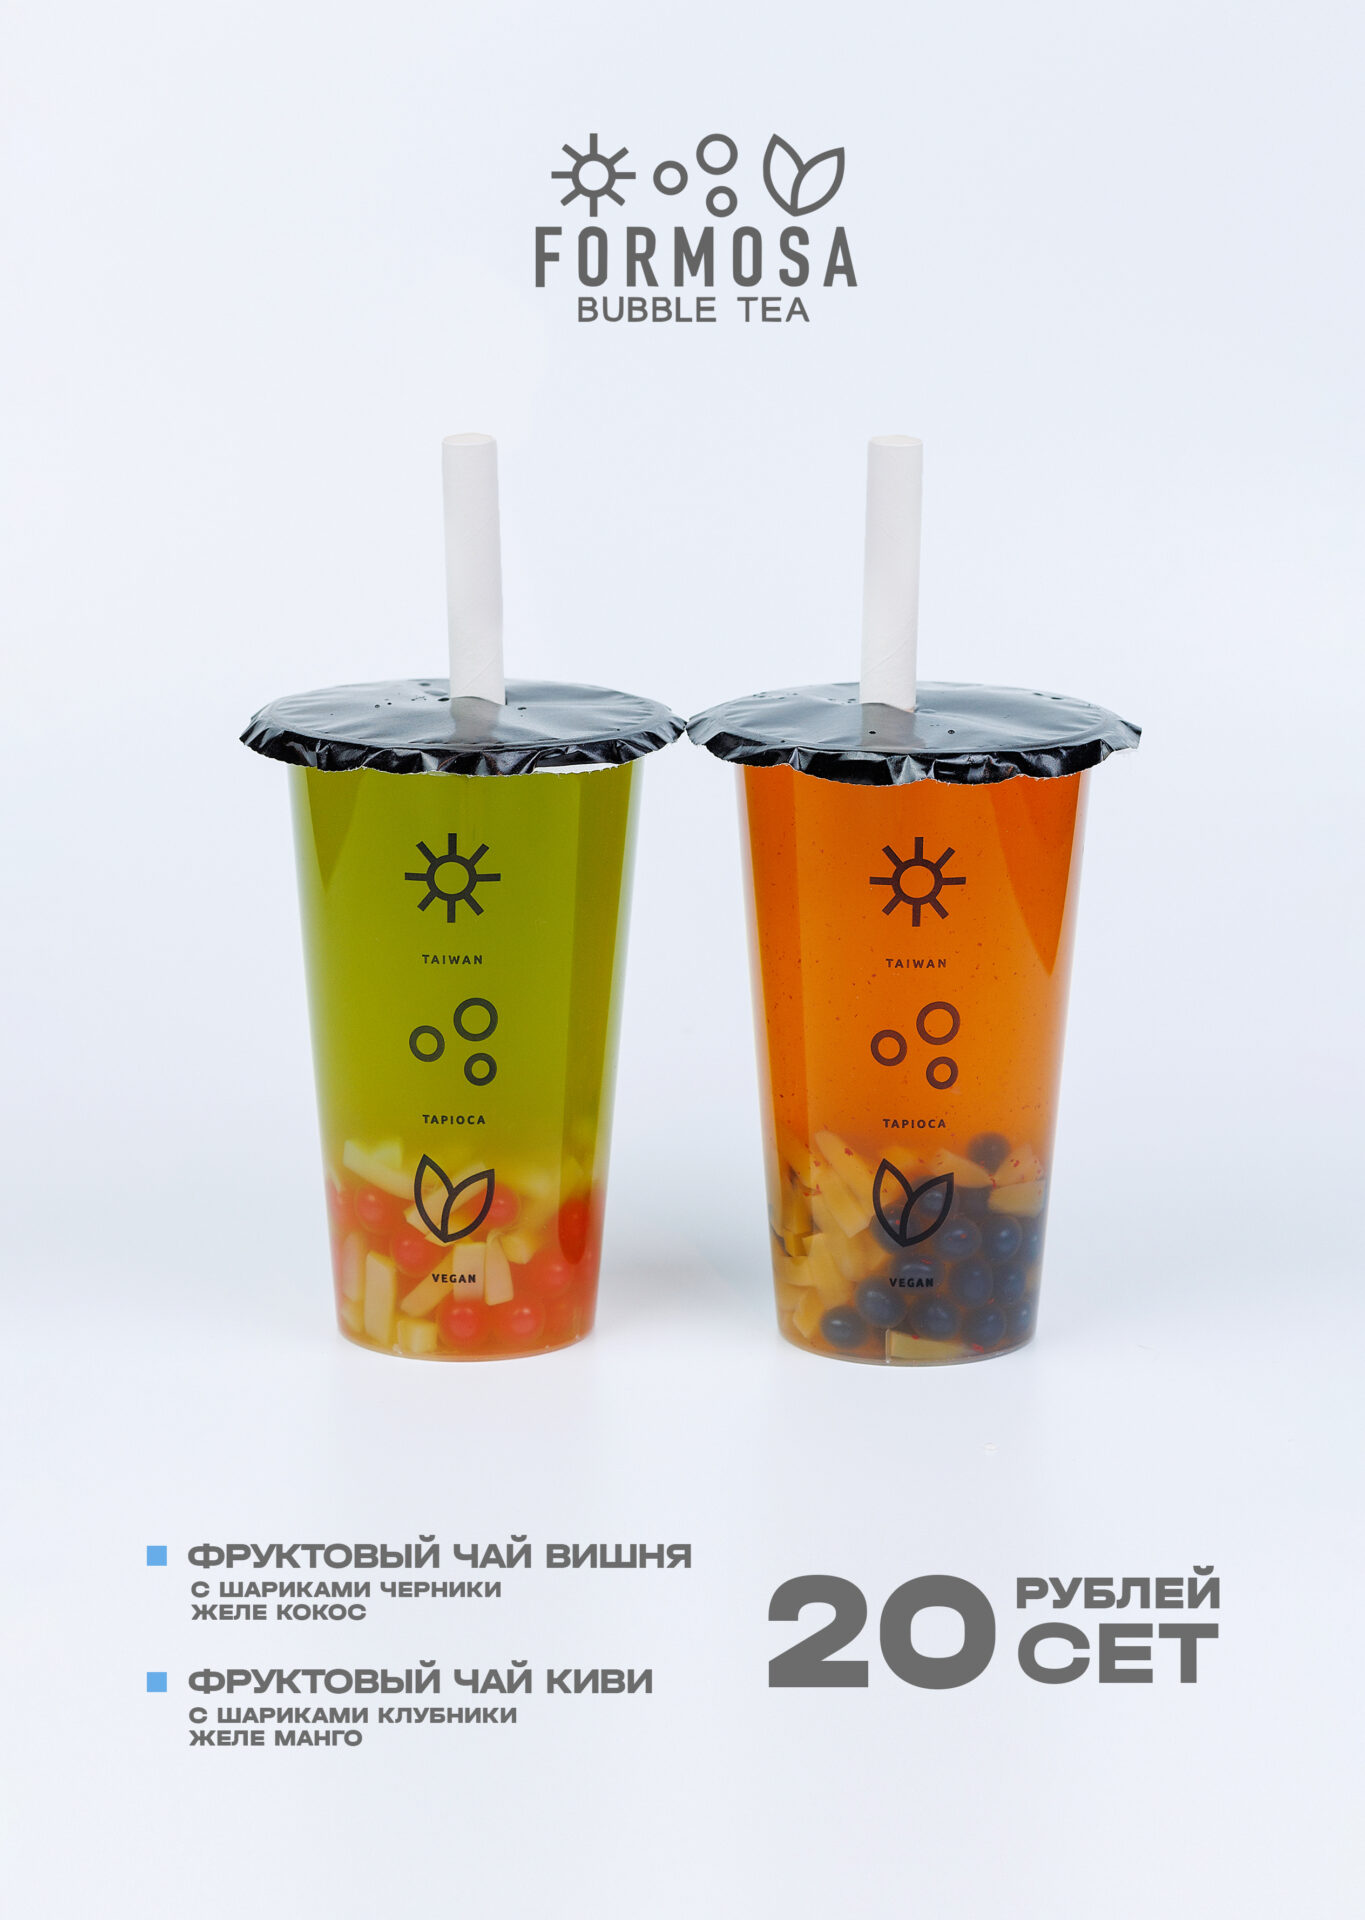 FORMOSA
BUBBLE TEA
TAIWAN
TAPIOCA
VEGAN
TAIWAN
TAPIOCA
VEGAN
ФРУКТОВЫЙ ЧАЙ ВИШНЯ
С ШАРИКАМИ ЧЕРНИКИ
ЖЕЛЕ КОКОС
ФРУКТОВЫЙ ЧАЙ КИВИ
С ШАРИКАМИ КЛУБНИКИ
ЖЕЛЕ МАНГО
20 РУБЛЕЙ
СЕТ